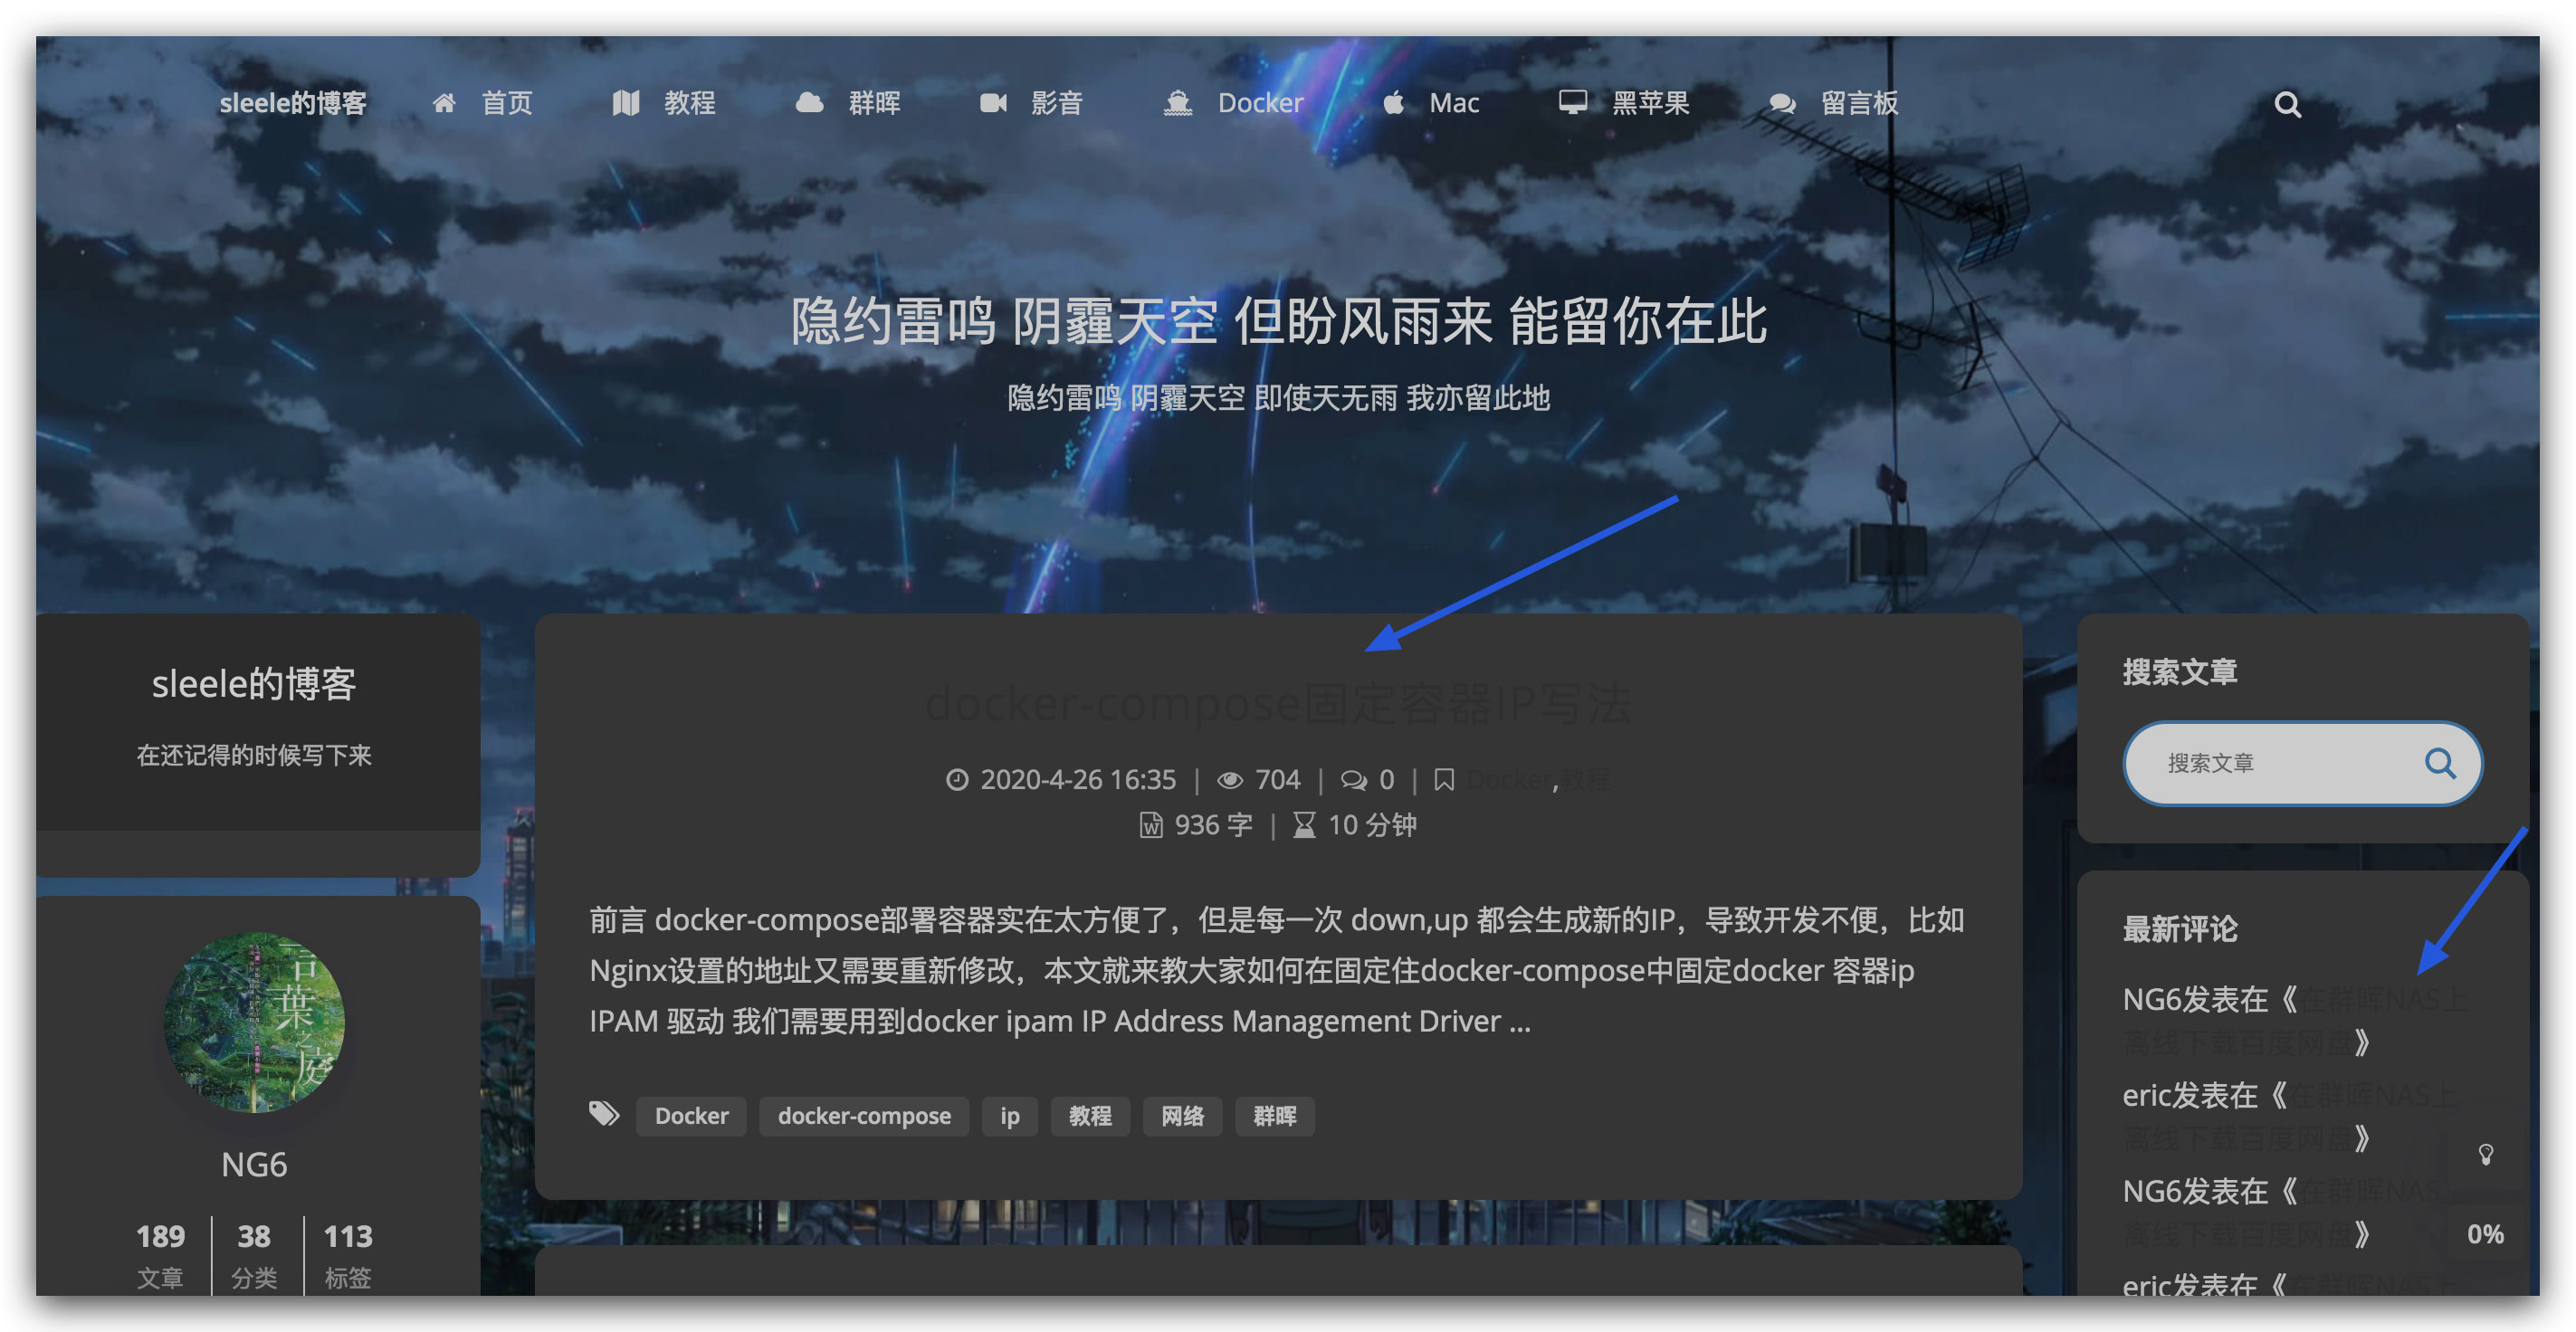 sleele的博客 首页 教程 群晖 影音 Docker Mac 黑苹果 留言板
隐约雷鸣 阴霾天空 但盼风雨来 能留你在此
隐约雷鸣 阴霾天空 即使天无雨 我亦留此地
sleele的博客
在还记得的时候写下来
言葉之庭
NG6
189 38 113
文章 分类 标签
docker-compose固定容器IP写法
2020-4-26 16:35 | 704 | 0 | Docker,教程
936 字 | 10 分钟
前言 docker-compose部署容器实在太方便了，但是每一次 down,up 都会生成新的IP，导致开发不便，比如
Nginx设置的地址又需要重新修改，本文就来教大家如何在固定住docker-compose中固定docker 容器ip
IPAM 驱动 我们需要用到docker ipam IP Address Management Driver ...
Docker docker-compose ip 教程 网络 群晖
搜索文章
搜索文章
最新评论
NG6发表在《在群晖NAS上
离线下载百度网盘》
eric发表在《在群晖NAS上
离线下载百度网盘》
NG6发表在《在群晖NAS上
离线下载百度网盘》
eric发表在《在群晖NAS上
0%